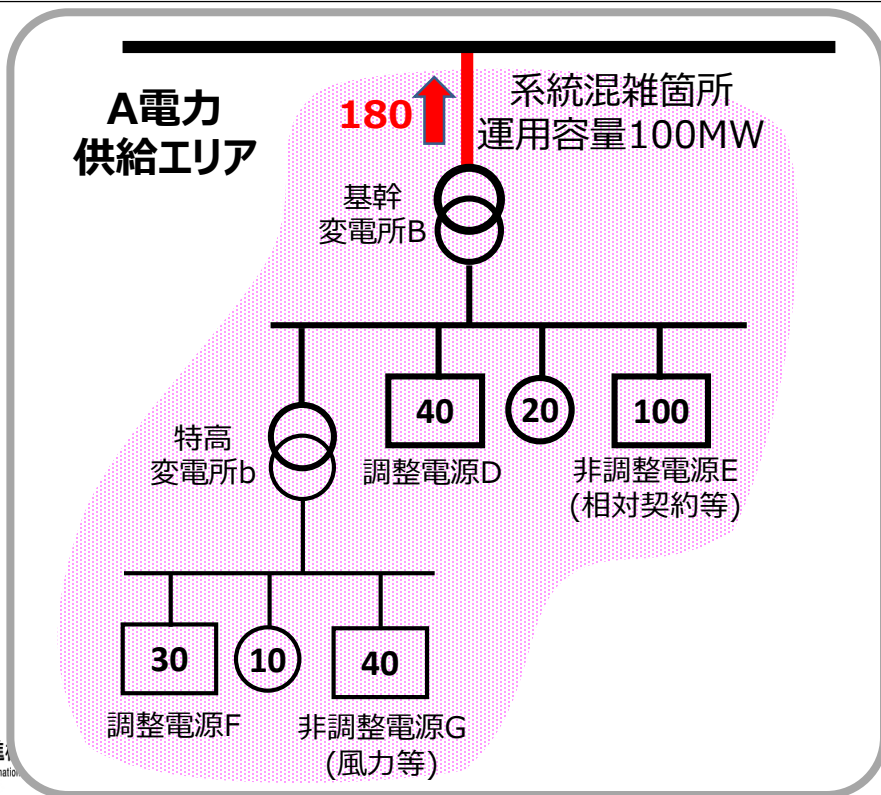 A電力
供給エリア
180
系統混雑箇所
運用容量100MW
基幹
変電所B
40
20
100
特高
変電所b
調整電源D
非調整電源E
(相対契約等)
30
10
40
調整電源F
非調整電源G
(風力等)